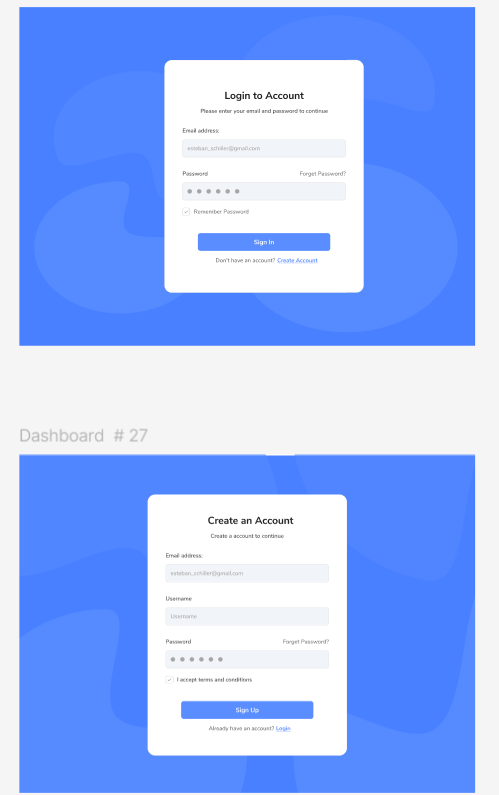 Login to Account
Please enter your email and password to continue
Email address:
esteban_schiller@gmail.com
Password Forget Password?
Remember Password
Sign In
Don't have an account? Create Account
Dashboard # 27
Create an Account
Create a account to continue
Email address:
esteban_schiller@gmail.com
Username
Username
Password Forget Password?
I accept terms and conditions
Sign Up
Already have an account? Login